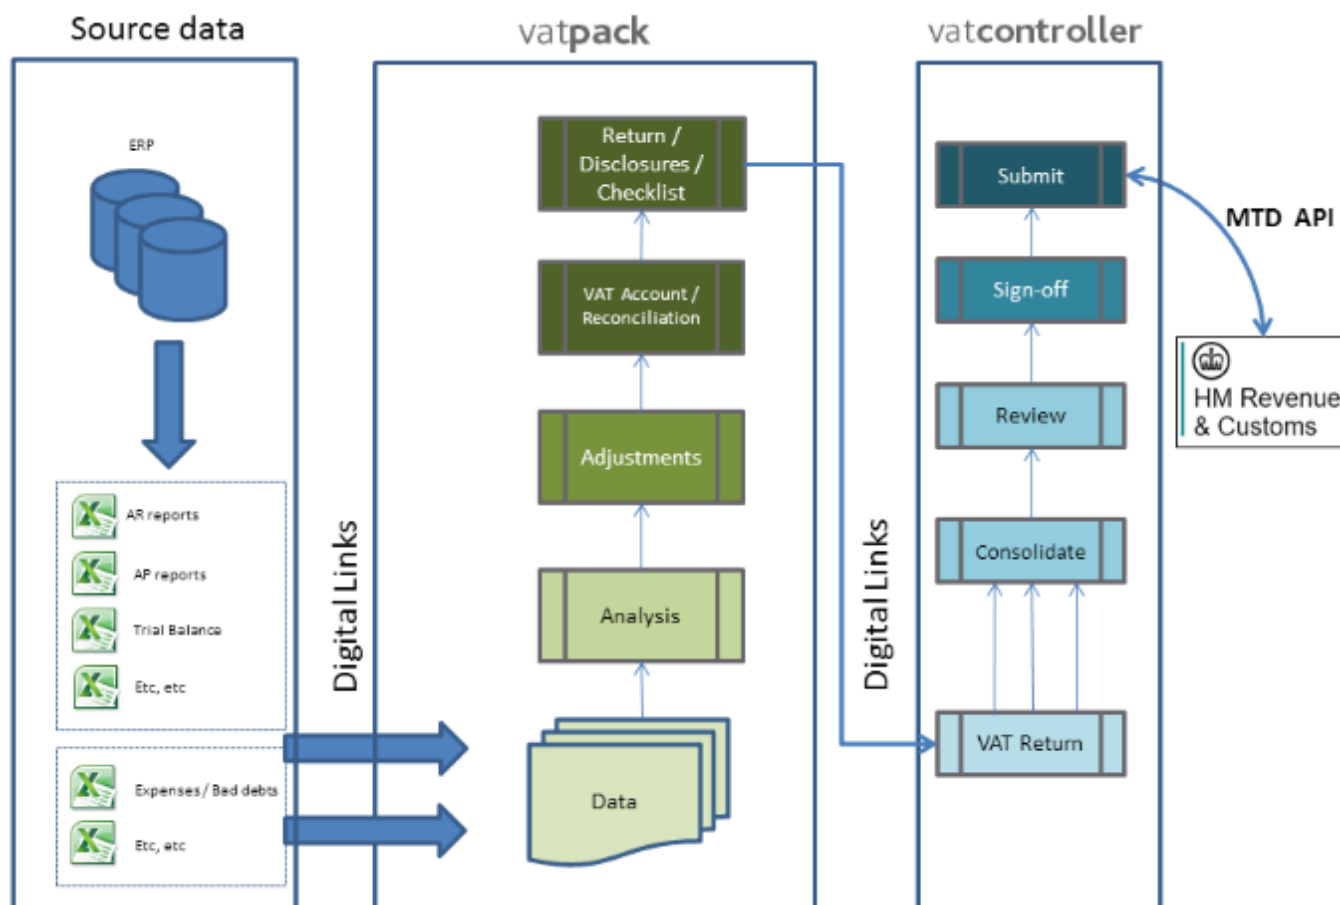 Source data
ERP
AR reports
AP reports
Trial Balance
Etc, etc
Expenses / Bad debts
Etc, etc
Digital Links
vatpack
Return /
Disclosures /
Checklist
VAT Account /
Reconciliation
Adjustments
Analysis
Data
Digital Links
vatcontroller
Submit
Sign-off
Review
Consolidate
VAT Return
MTD API
HM Revenue
& Customs